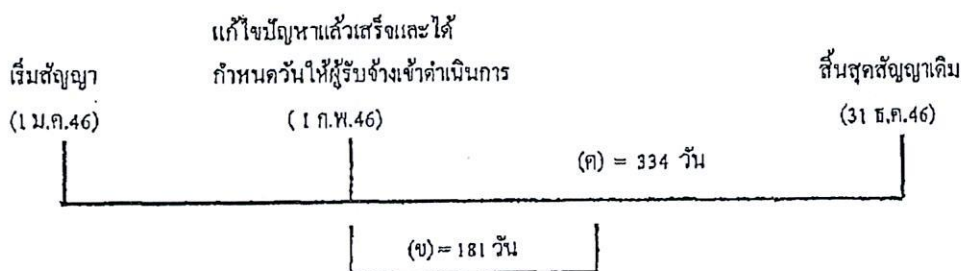 แก้ไขปัญหาแล้วเสร็จและได้
เริ่มสัญญา กำหนดวันให้ผู้รับจ้างเข้าดำเนินการ สิ้นสุดสัญญาเดิม
(1 ม.ค.46) ( 1 ก.พ.46) (31 ธ.ค.46)
(ค) = 334 วัน
(ข) = 181 วัน